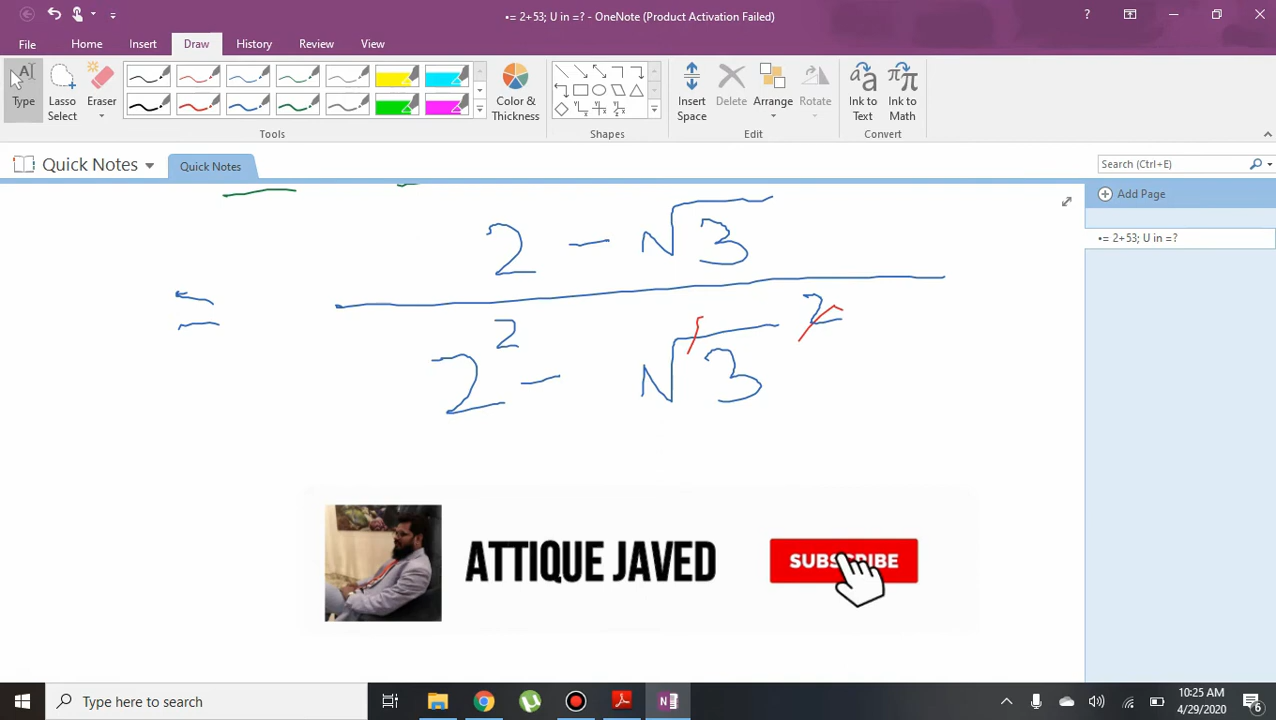 •= 2+53; U in =? - OneNote (Product Activation Failed)
?
File Home Insert Draw History Review View
Type
Lasso Select
Eraser
Color & Thickness
Insert Space
Delete
Arrange
Rotate
Ink to Text
Ink to Math
Tools
Shapes
Edit
Convert
Quick Notes
Quick Notes
Search (Ctrl+E)
Add Page
•= 2+53; U in =?
2 - √3
=
2² - √3²
ATTIQUE JAVED
SUBSCRIBE
Type here to search
10:25 AM
4/29/2020
6